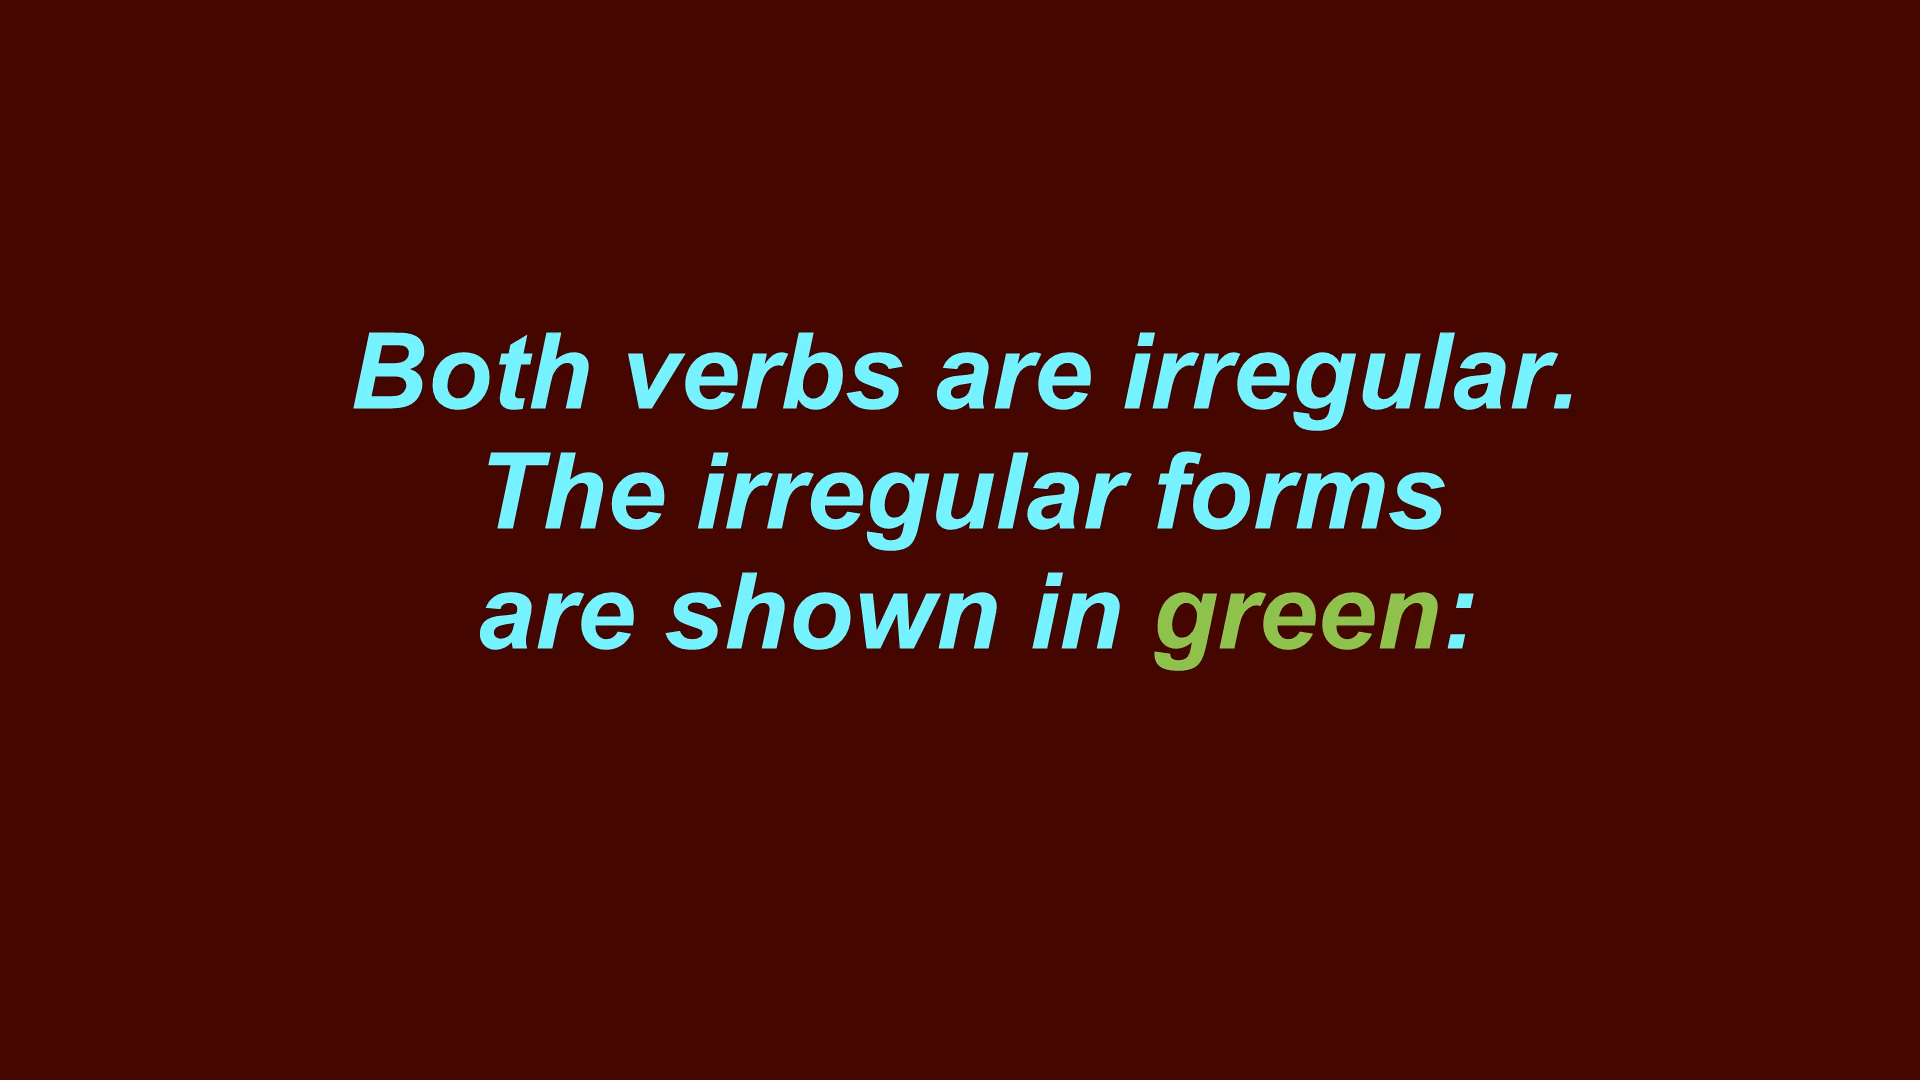 Both verbs are irregular.
The irregular forms
are shown in green: